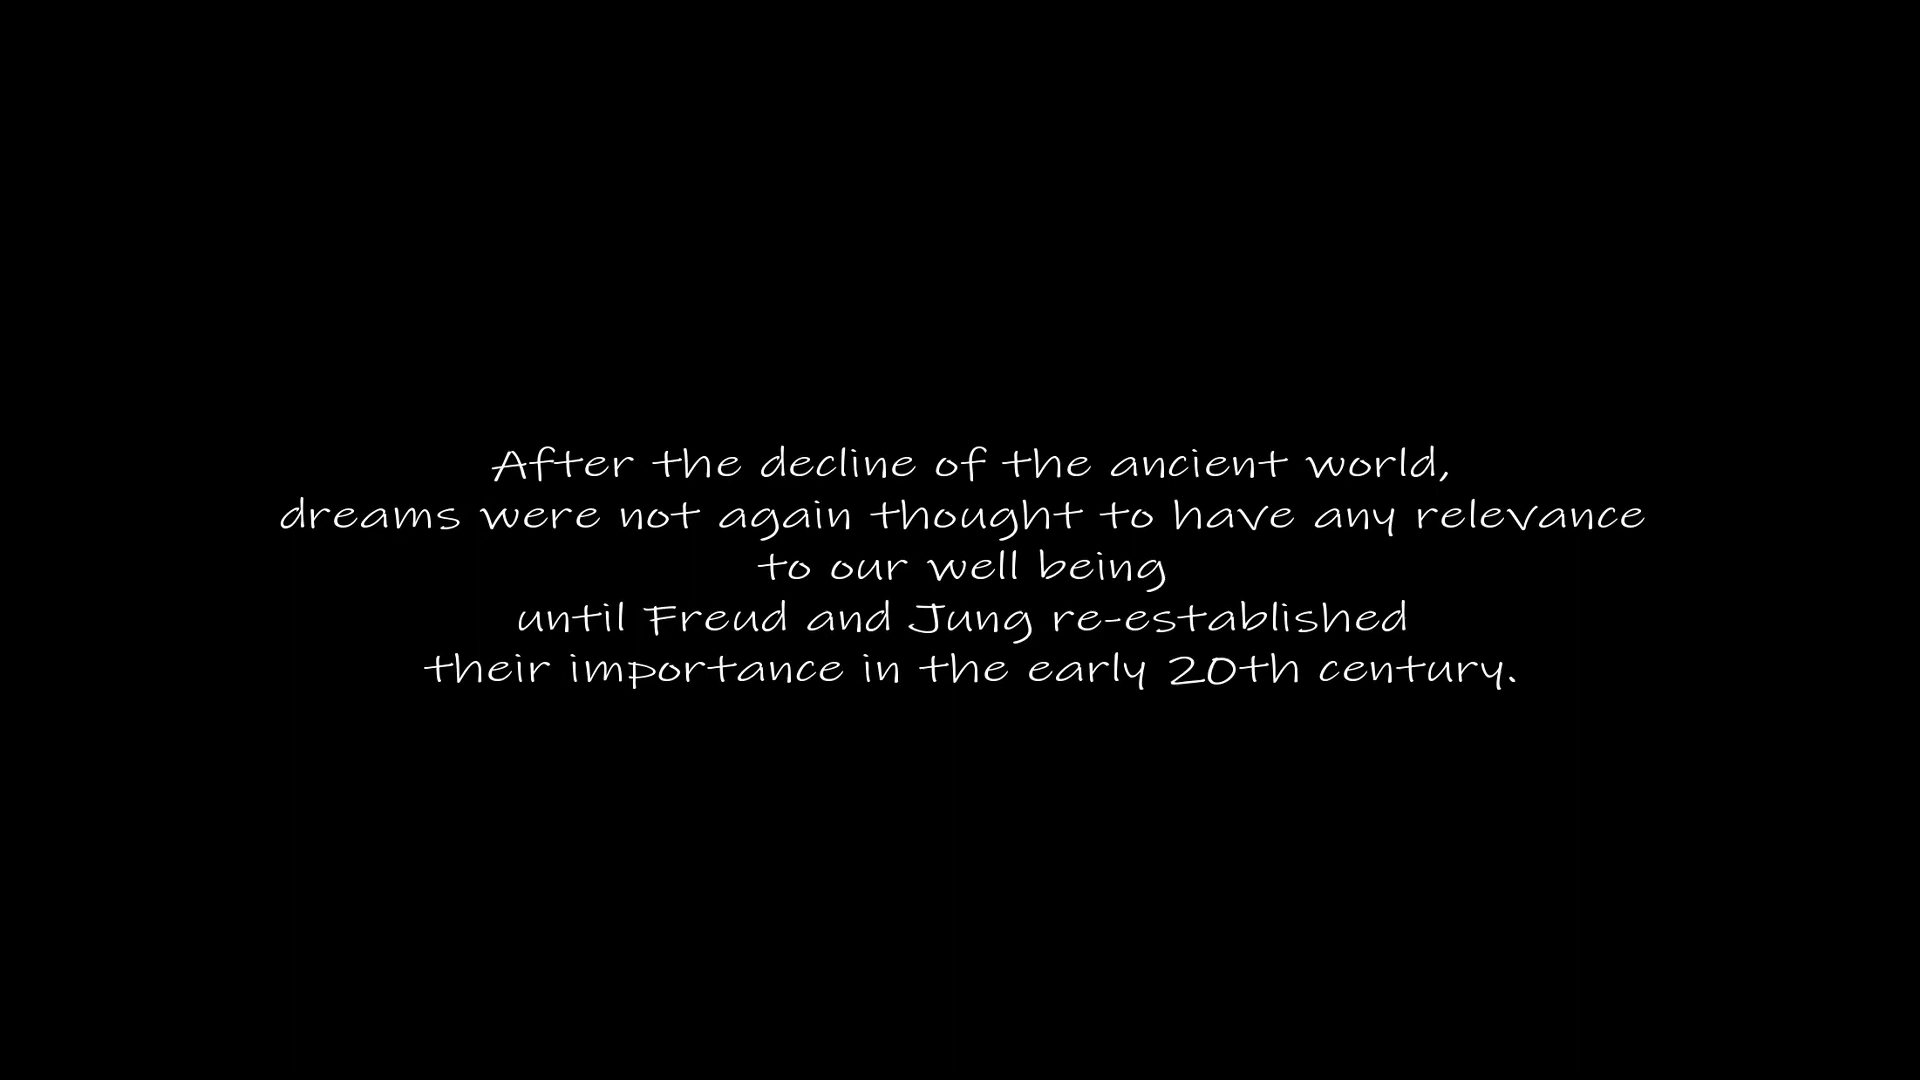 After the decline of the ancient world,
dreams were not again thought to have any relevance
to our well being
until Freud and Jung re-established
their importance in the early 20th century.